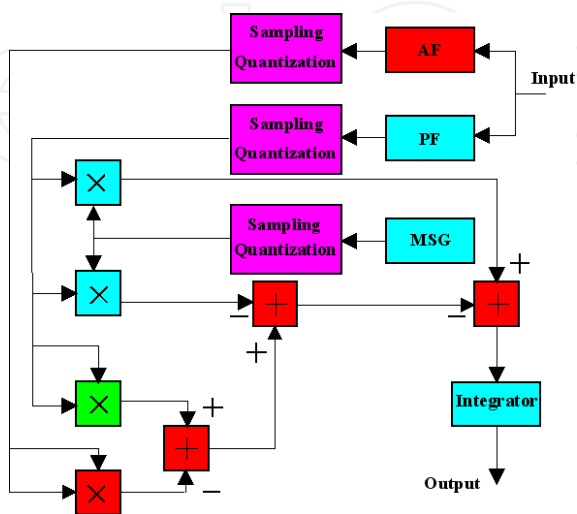 Sampling
Quantization
AF
Input
Sampling
Quantization
PF
×
Sampling
Quantization
MSG
+
×
−
+
−
+
+
×
+
+
−
×
Integrator
Output